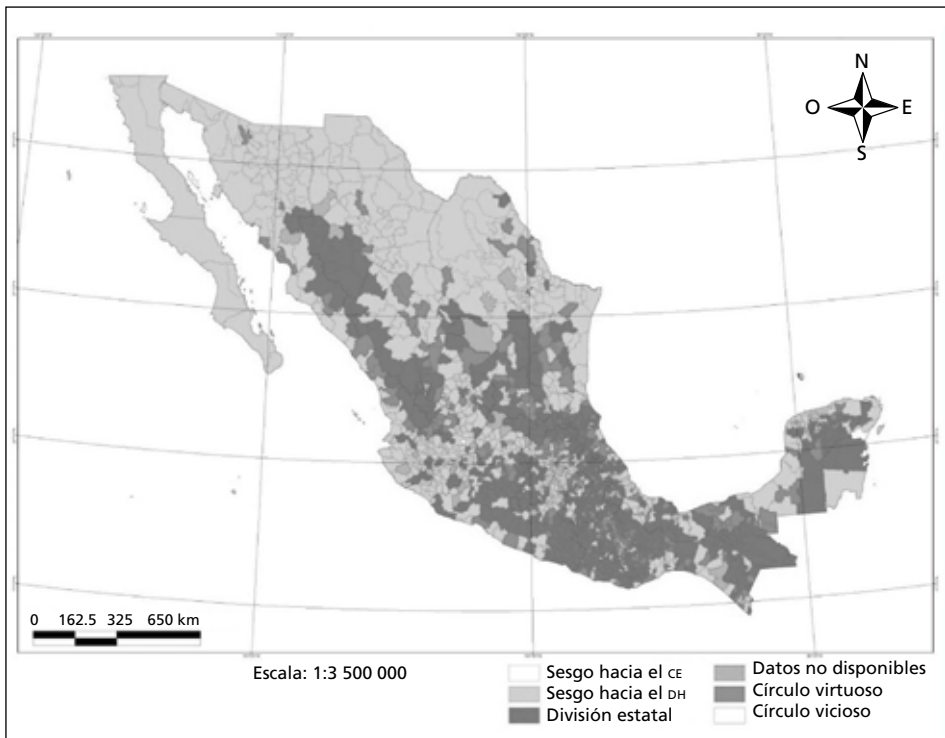 N
O E
S
0 162.5 325 650 km
Escala: 1:3 500 000
Sesgo hacia el CE
Sesgo hacia el DH
División estatal
Datos no disponibles
Círculo virtuoso
Círculo vicioso